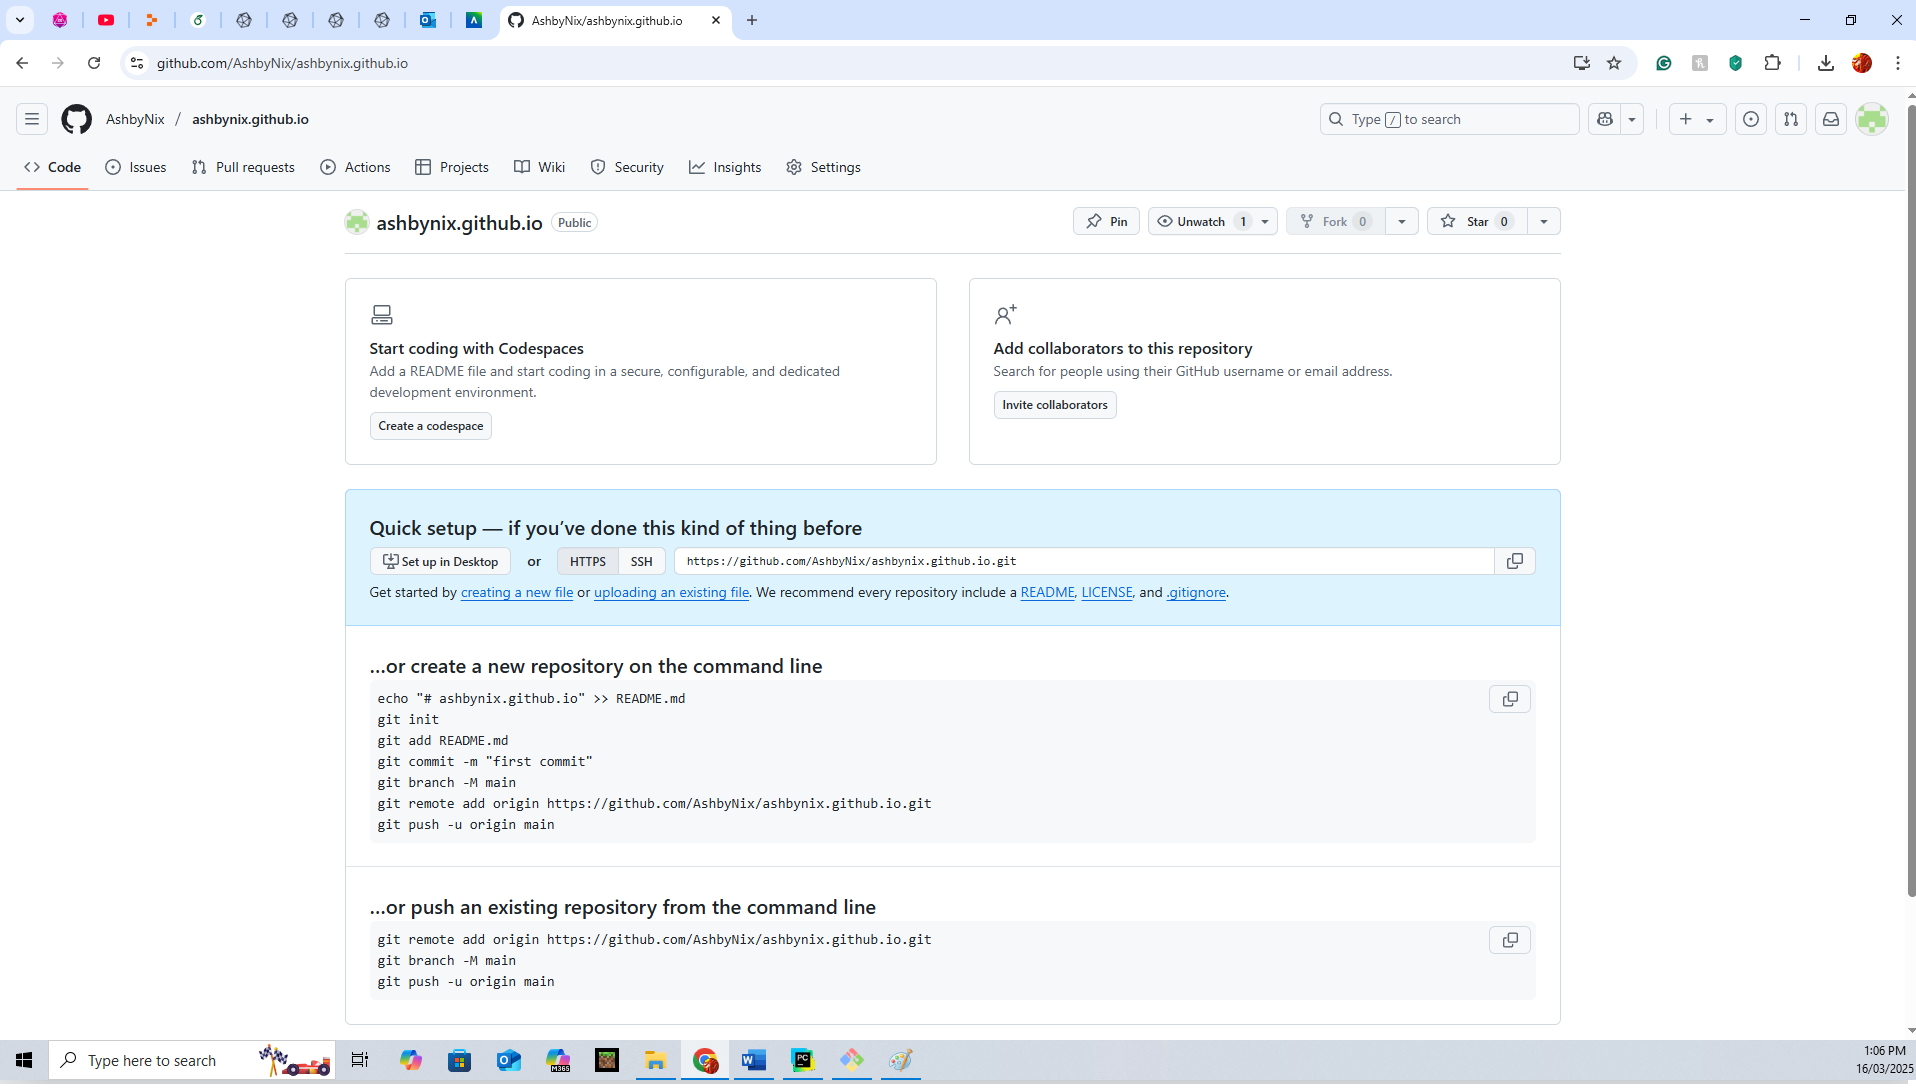 AshbyNix/ashbynix.github.io
github.com/AshbyNix/ashbynix.github.io
AshbyNix / ashbynix.github.io
Type / to search
Code
Issues
Pull requests
Actions
Projects
Wiki
Security
Insights
Settings
ashbynix.github.io Public
Pin
Unwatch 1
Fork 0
Star 0
Start coding with Codespaces
Add a README file and start coding in a secure, configurable, and dedicated
development environment.
Create a codespace
Add collaborators to this repository
Search for people using their GitHub username or email address.
Invite collaborators
Quick setup — if you’ve done this kind of thing before
Set up in Desktop or HTTPS SSH https://github.com/AshbyNix/ashbynix.github.io.git
Get started by creating a new file or uploading an existing file. We recommend every repository include a README, LICENSE, and .gitignore.
…or create a new repository on the command line
echo "# ashbynix.github.io" >> README.md
git init
git add README.md
git commit -m "first commit"
git branch -M main
git remote add origin https://github.com/AshbyNix/ashbynix.github.io.git
git push -u origin main
…or push an existing repository from the command line
git remote add origin https://github.com/AshbyNix/ashbynix.github.io.git
git branch -M main
git push -u origin main
Type here to search
M365
PC
1:06 PM
16/03/2025